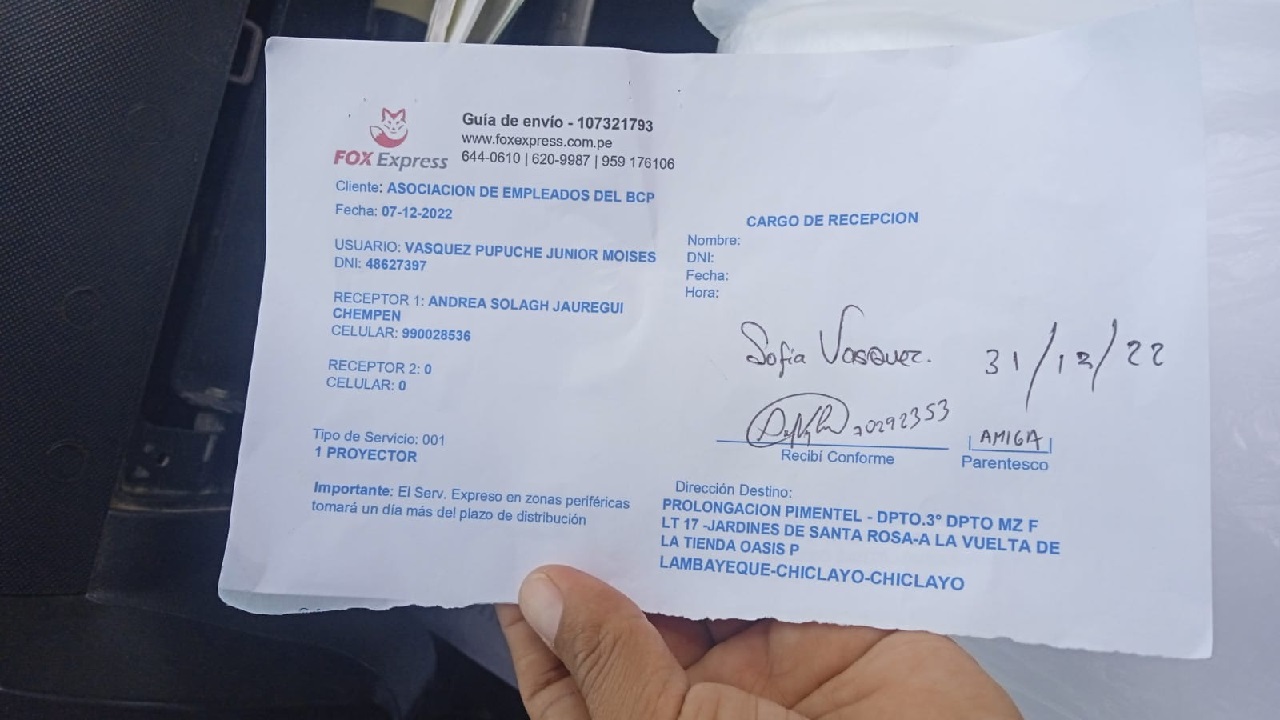 FOX Express
Guía de envío - 107321793
www.foxexpress.com.pe
644-0610 | 620-9987 | 959 176106
Cliente: ASOCIACION DE EMPLEADOS DEL BCP
Fecha: 07-12-2022
USUARIO: VASQUEZ PUPUCHE JUNIOR MOISES
DNI: 48627397
RECEPTOR 1: ANDREA SOLAGH JAUREGUI
CHEMPEN
CELULAR: 990028536
RECEPTOR 2: 0
CELULAR: 0
Tipo de Servicio: 001
1 PROYECTOR
Importante: El Serv. Expreso en zonas periféricas
tomará un día más del plazo de distribución
CARGO DE RECEPCION
Nombre:
DNI:
Fecha:
Hora:
Sofia Vasquez. 31/12/22
70292353 AMIGA
Recibí Conforme Parentesco
Dirección Destino:
PROLONGACION PIMENTEL - DPTO.3° DPTO MZ F
LT 17 -JARDINES DE SANTA ROSA-A LA VUELTA DE
LA TIENDA OASIS P
LAMBAYEQUE-CHICLAYO-CHICLAYO